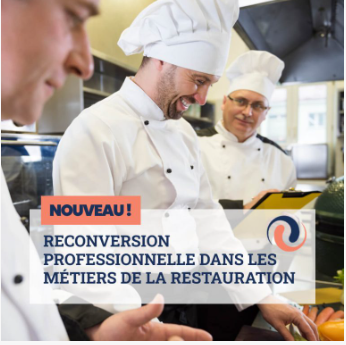 NOUVEAU !
RECONVERSION
PROFESSIONNELLE DANS LES
MÉTIERS DE LA RESTAURATION